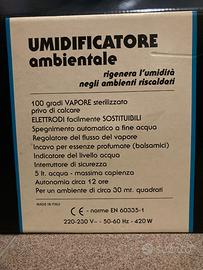 UMIDIFICATORE
ambientale
rigenera l'umidità
negli ambienti riscaldati
100 gradi VAPORE sterilizzato
privo di calcare
ELETTRODI facilmente SOSTITUIBILI
Spegnimento automatico a fine acqua
Regolatore del flusso del vapore
Incavo per essenze profumate (balsamici)
Indicatore del livello acqua
Interruttore di sicurezza
5 lt. acqua - massima copienza
Autonomia circa 12 ore
Per un ambiente di circa 30 mr. quadrati
MADE IN ITALY
CE - norme EN 60335-1
220-230 V~ - 50-60 Hz - 420 W